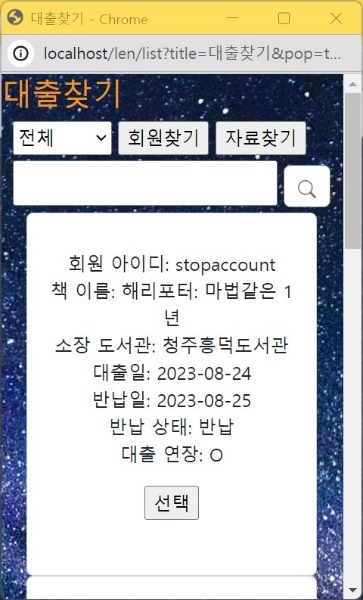 대출찾기 - Chrome
localhost/len/list?title=대출찾기&pop=t...
대출찾기
전체 회원찾기 자료찾기
회원 아이디: stopaccount
책 이름: 해리포터: 마법같은 1
년
소장 도서관: 청주흥덕도서관
대출일: 2023-08-24
반납일: 2023-08-25
반납 상태: 반납
대출 연장: O
선택